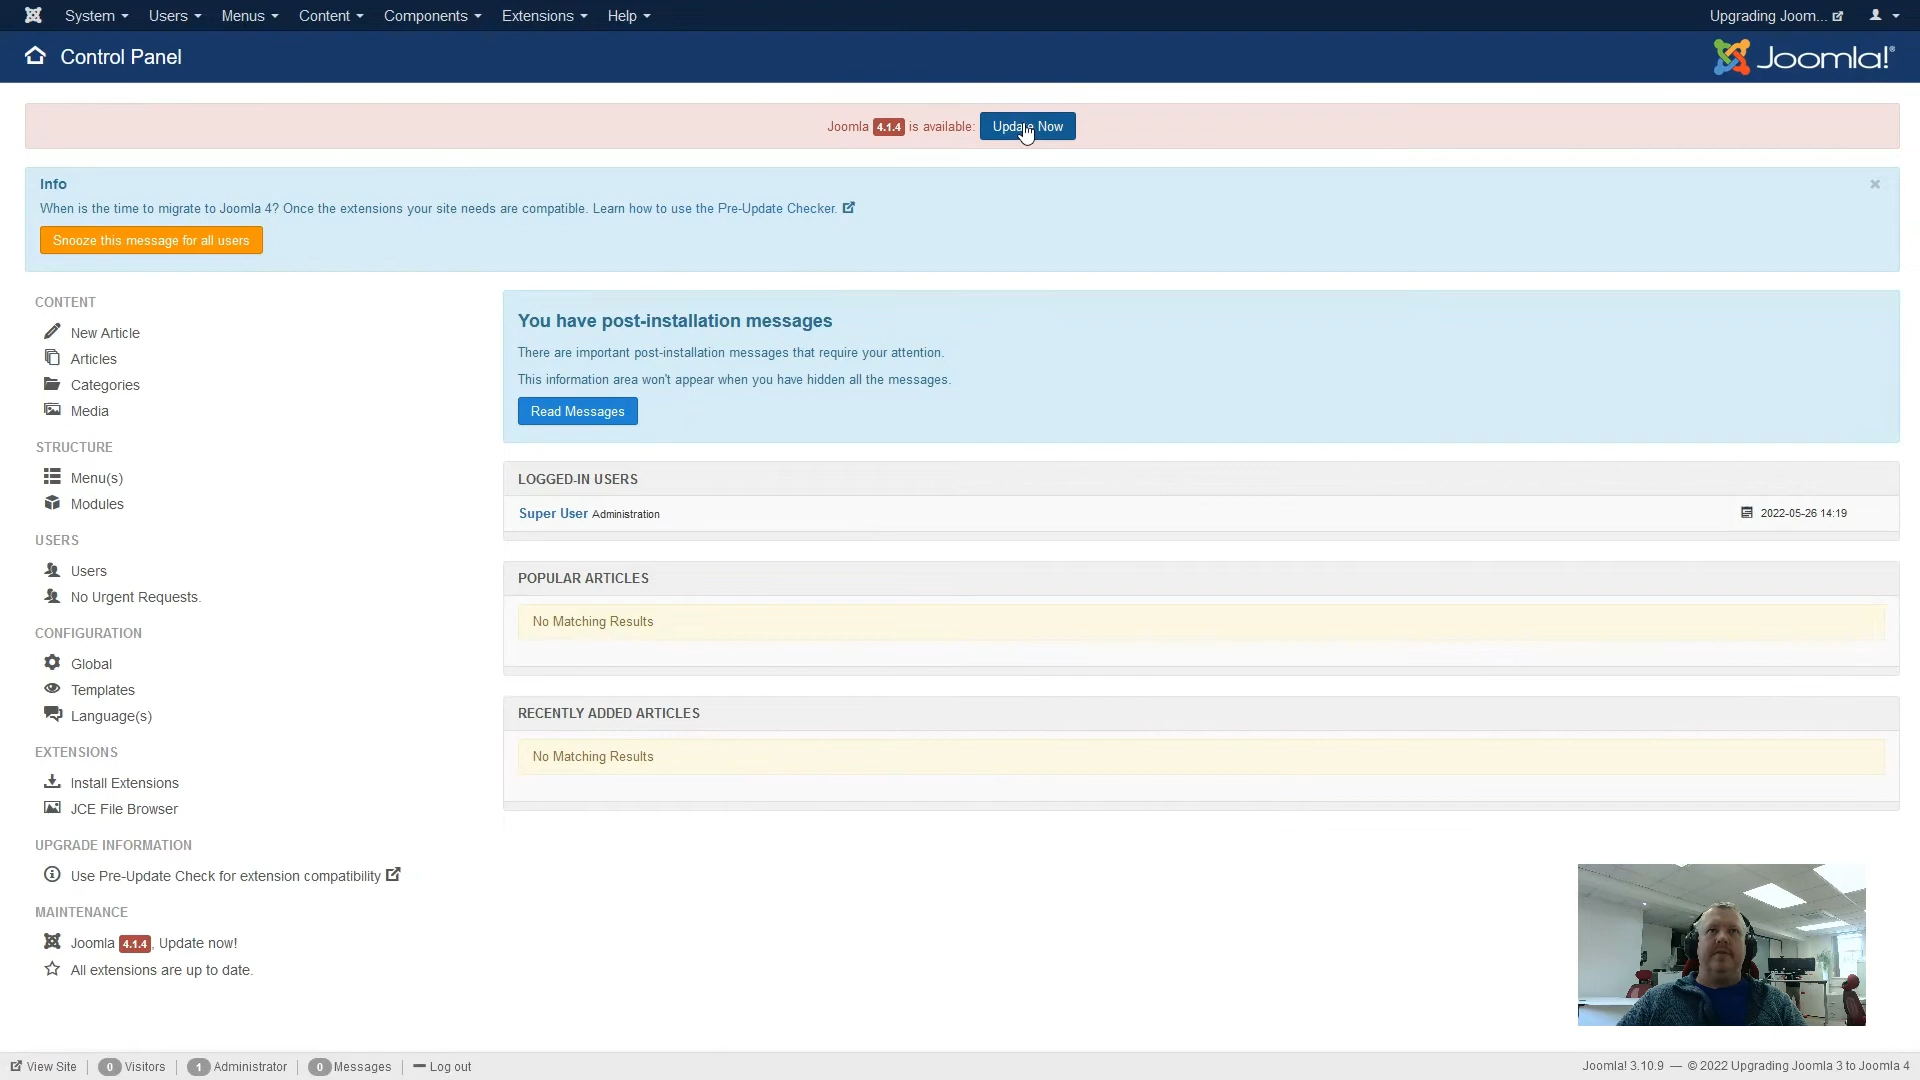 System Users Menus Content Components Extensions Help Upgrading Joom...
Control Panel
Joomla!®
Joomla 4.1.4 is available: Update Now
Info
When is the time to migrate to Joomla 4? Once the extensions your site needs are compatible. Learn how to use the Pre-Update Checker.
Snooze this message for all users
CONTENT
New Article
Articles
Categories
Media
STRUCTURE
Menu(s)
Modules
USERS
Users
No Urgent Requests.
CONFIGURATION
Global
Templates
Language(s)
EXTENSIONS
Install Extensions
JCE File Browser
UPGRADE INFORMATION
Use Pre-Update Check for extension compatibility
MAINTENANCE
Joomla 4.1.4, Update now!
All extensions are up to date.
You have post-installation messages
There are important post-installation messages that require your attention.
This information area won't appear when you have hidden all the messages.
Read Messages
LOGGED-IN USERS
Super User Administration 2022-05-26 14:19
POPULAR ARTICLES
No Matching Results
RECENTLY ADDED ARTICLES
No Matching Results
View Site 0 Visitors 1 Administrator 0 Messages Log out
Joomla! 3.10.9 — © 2022 Upgrading Joomla 3 to Joomla 4